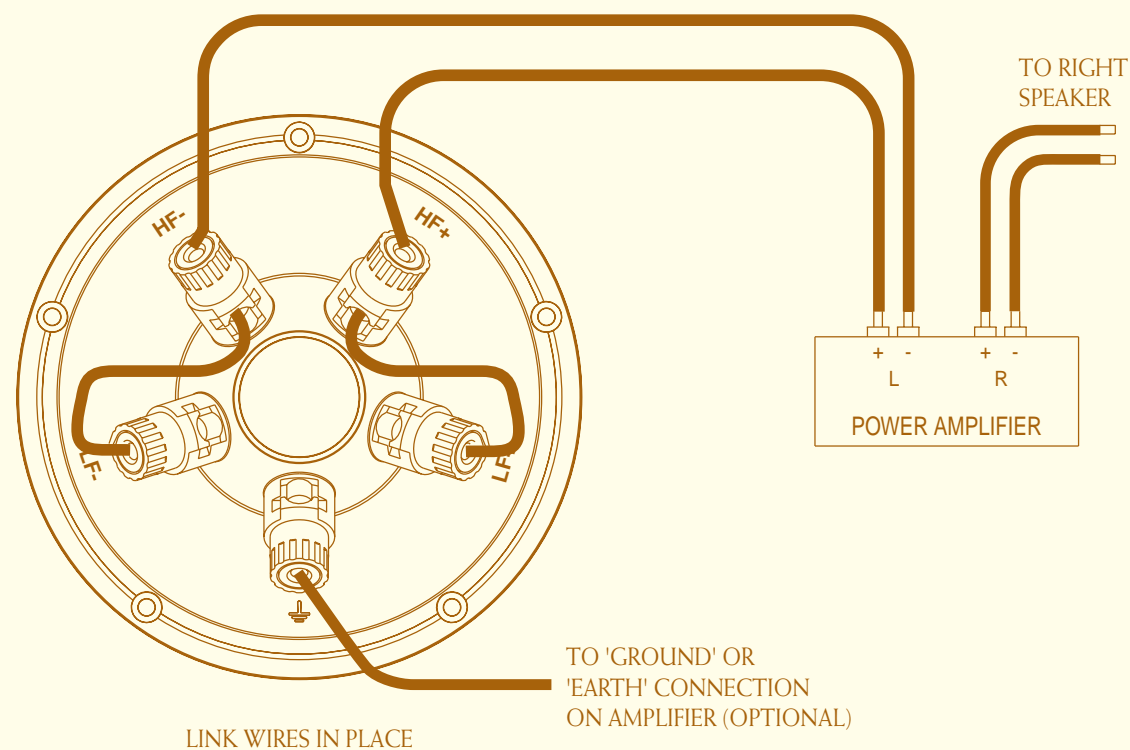 TO RIGHT
SPEAKER
HF-
HF+
+ - + -
L R
POWER AMPLIFIER
LF-
TO 'GROUND' OR
'EARTH' CONNECTION
ON AMPLIFIER (OPTIONAL)
LINK WIRES IN PLACE